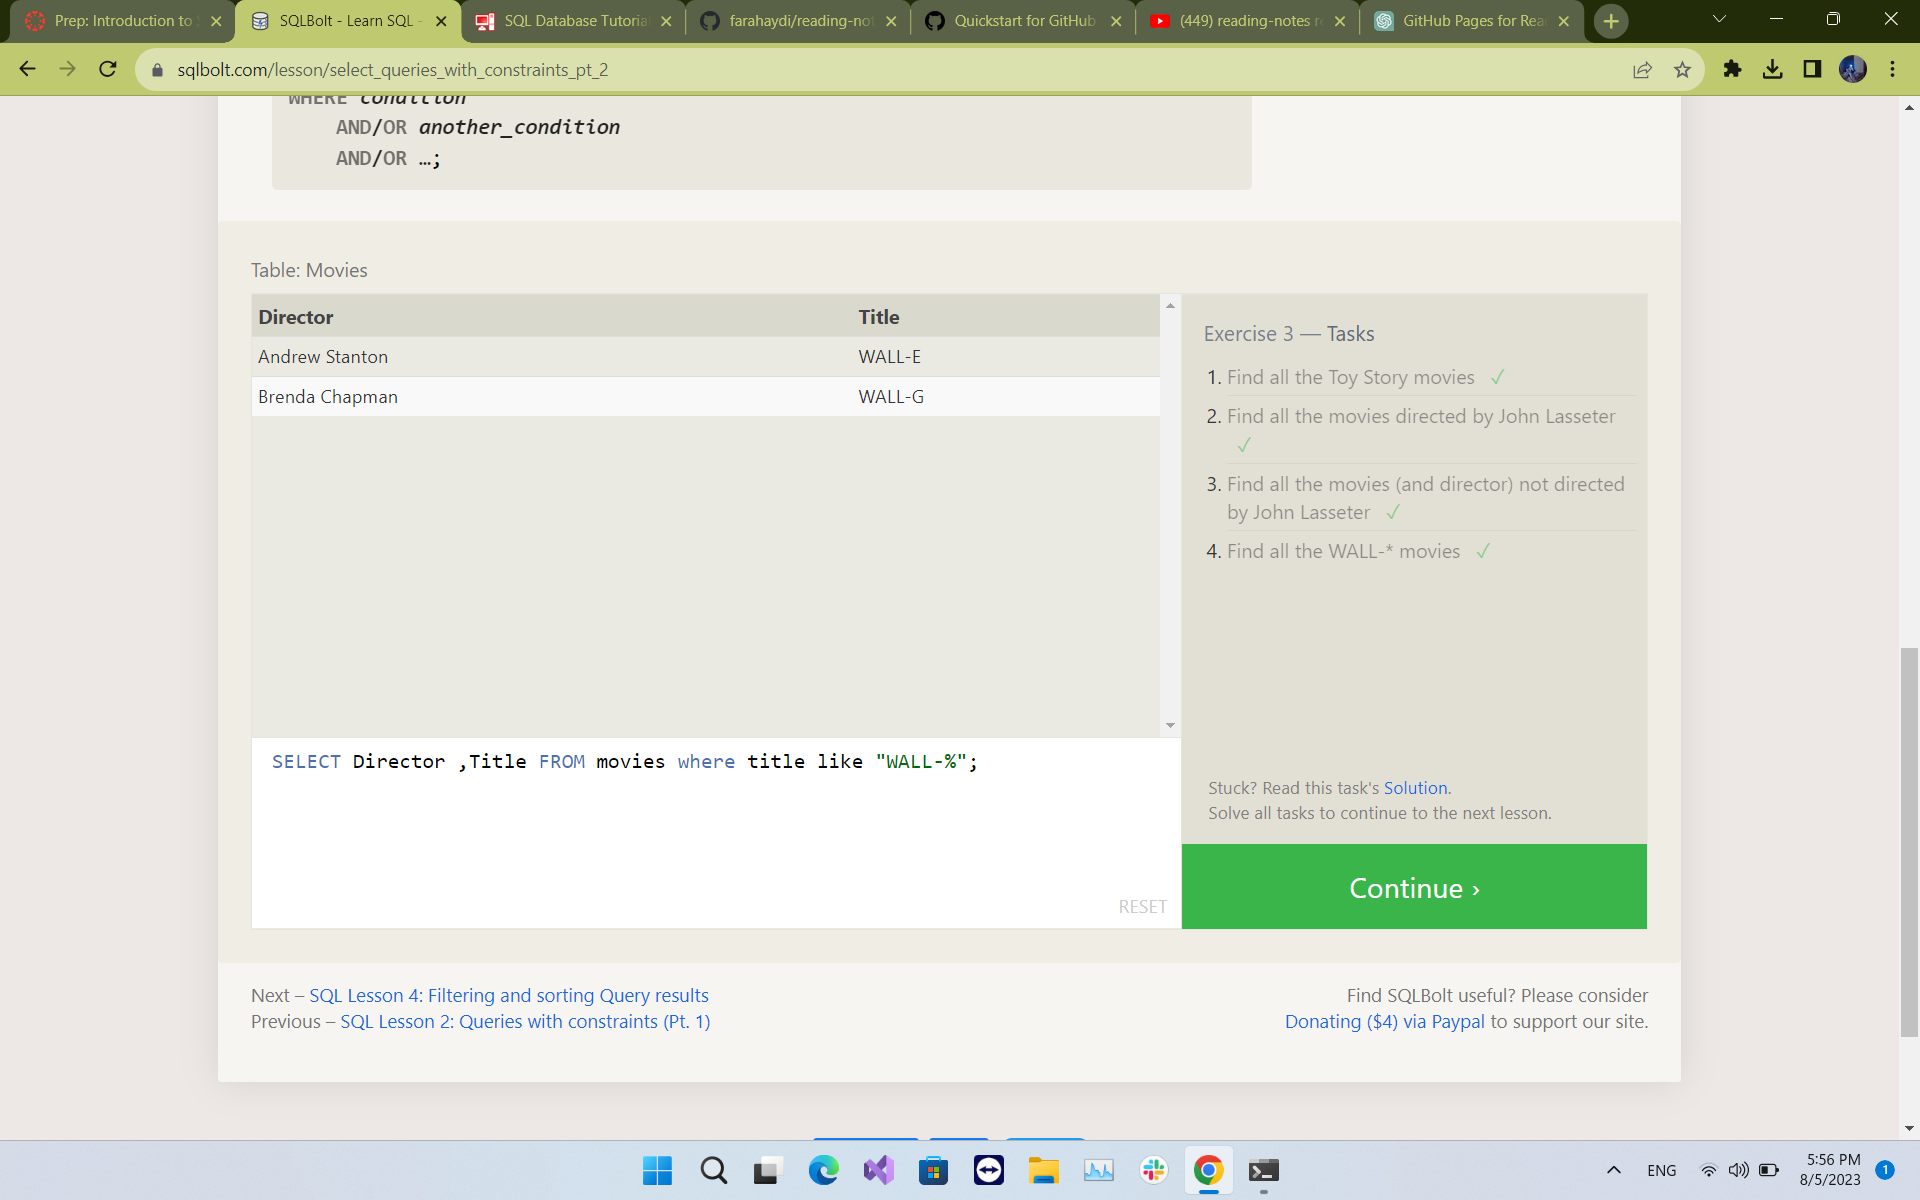 Prep: Introduction to
SQLBolt - Learn SQL -
SQL Database Tutorial
farahaydi/reading-not
Quickstart for GitHub
(449) reading-notes r
GitHub Pages for Rea
sqlbolt.com/lesson/select_queries_with_constraints_pt_2
WHERE condition
AND/OR another_condition
AND/OR …;
Table: Movies
Director Title
Andrew Stanton WALL-E
Brenda Chapman WALL-G
SELECT Director ,Title FROM movies where title like "WALL-%";
RESET
Exercise 3 — Tasks
1. Find all the Toy Story movies ✓
2. Find all the movies directed by John Lasseter
✓
3. Find all the movies (and director) not directed
by John Lasseter ✓
4. Find all the WALL-* movies ✓
Stuck? Read this task's Solution.
Solve all tasks to continue to the next lesson.
Continue ›
Next – SQL Lesson 4: Filtering and sorting Query results
Previous – SQL Lesson 2: Queries with constraints (Pt. 1)
Find SQLBolt useful? Please consider
Donating ($4) via Paypal to support our site.
ENG
5:56 PM
8/5/2023
1